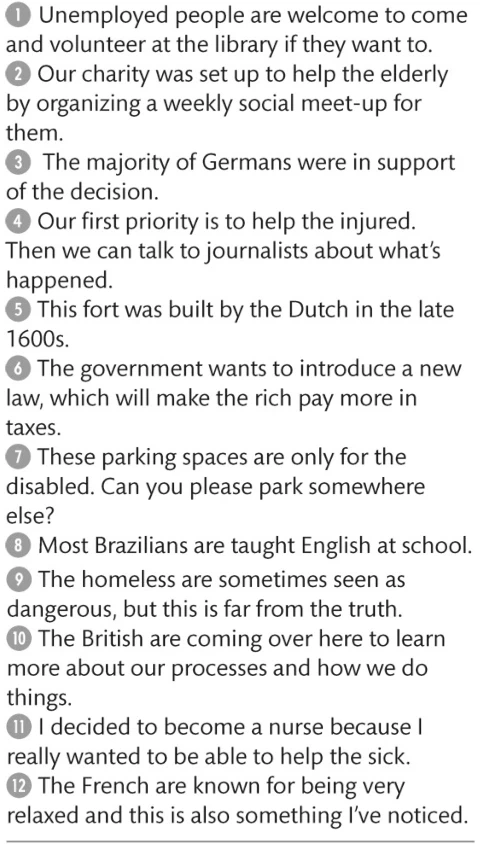 1 Unemployed people are welcome to come
and volunteer at the library if they want to.
2 Our charity was set up to help the elderly
by organizing a weekly social meet-up for
them.
3 The majority of Germans were in support
of the decision.
4 Our first priority is to help the injured.
Then we can talk to journalists about what's
happened.
5 This fort was built by the Dutch in the late
1600s.
6 The government wants to introduce a new
law, which will make the rich pay more in
taxes.
7 These parking spaces are only for the
disabled. Can you please park somewhere
else?
8 Most Brazilians are taught English at school.
9 The homeless are sometimes seen as
dangerous, but this is far from the truth.
10 The British are coming over here to learn
more about our processes and how we do
things.
11 I decided to become a nurse because I
really wanted to be able to help the sick.
12 The French are known for being very
relaxed and this is also something I've noticed.